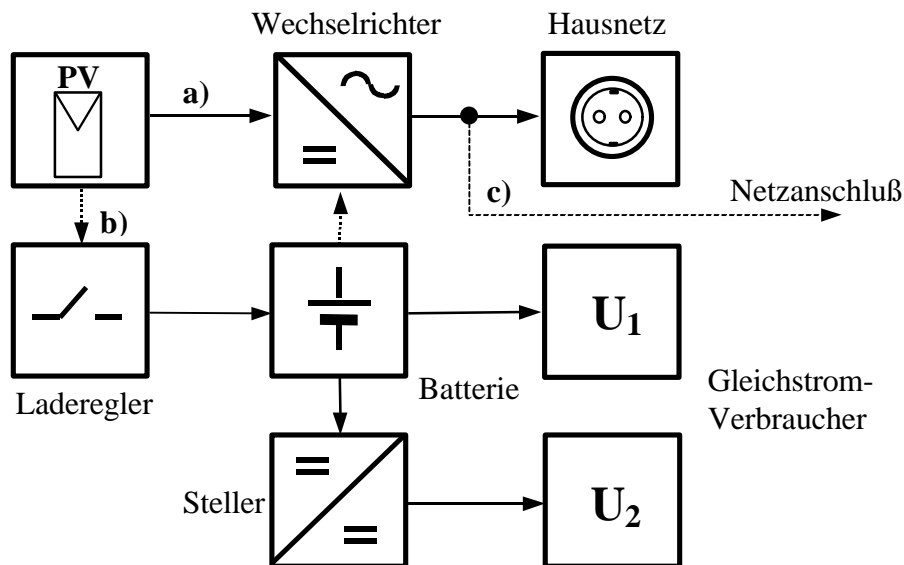 Wechselrichter
Hausnetz
PV
a)
c)
Netzanschluß
b)
U1
Laderegler
Batterie
Gleichstrom-
Verbraucher
Steller
U2